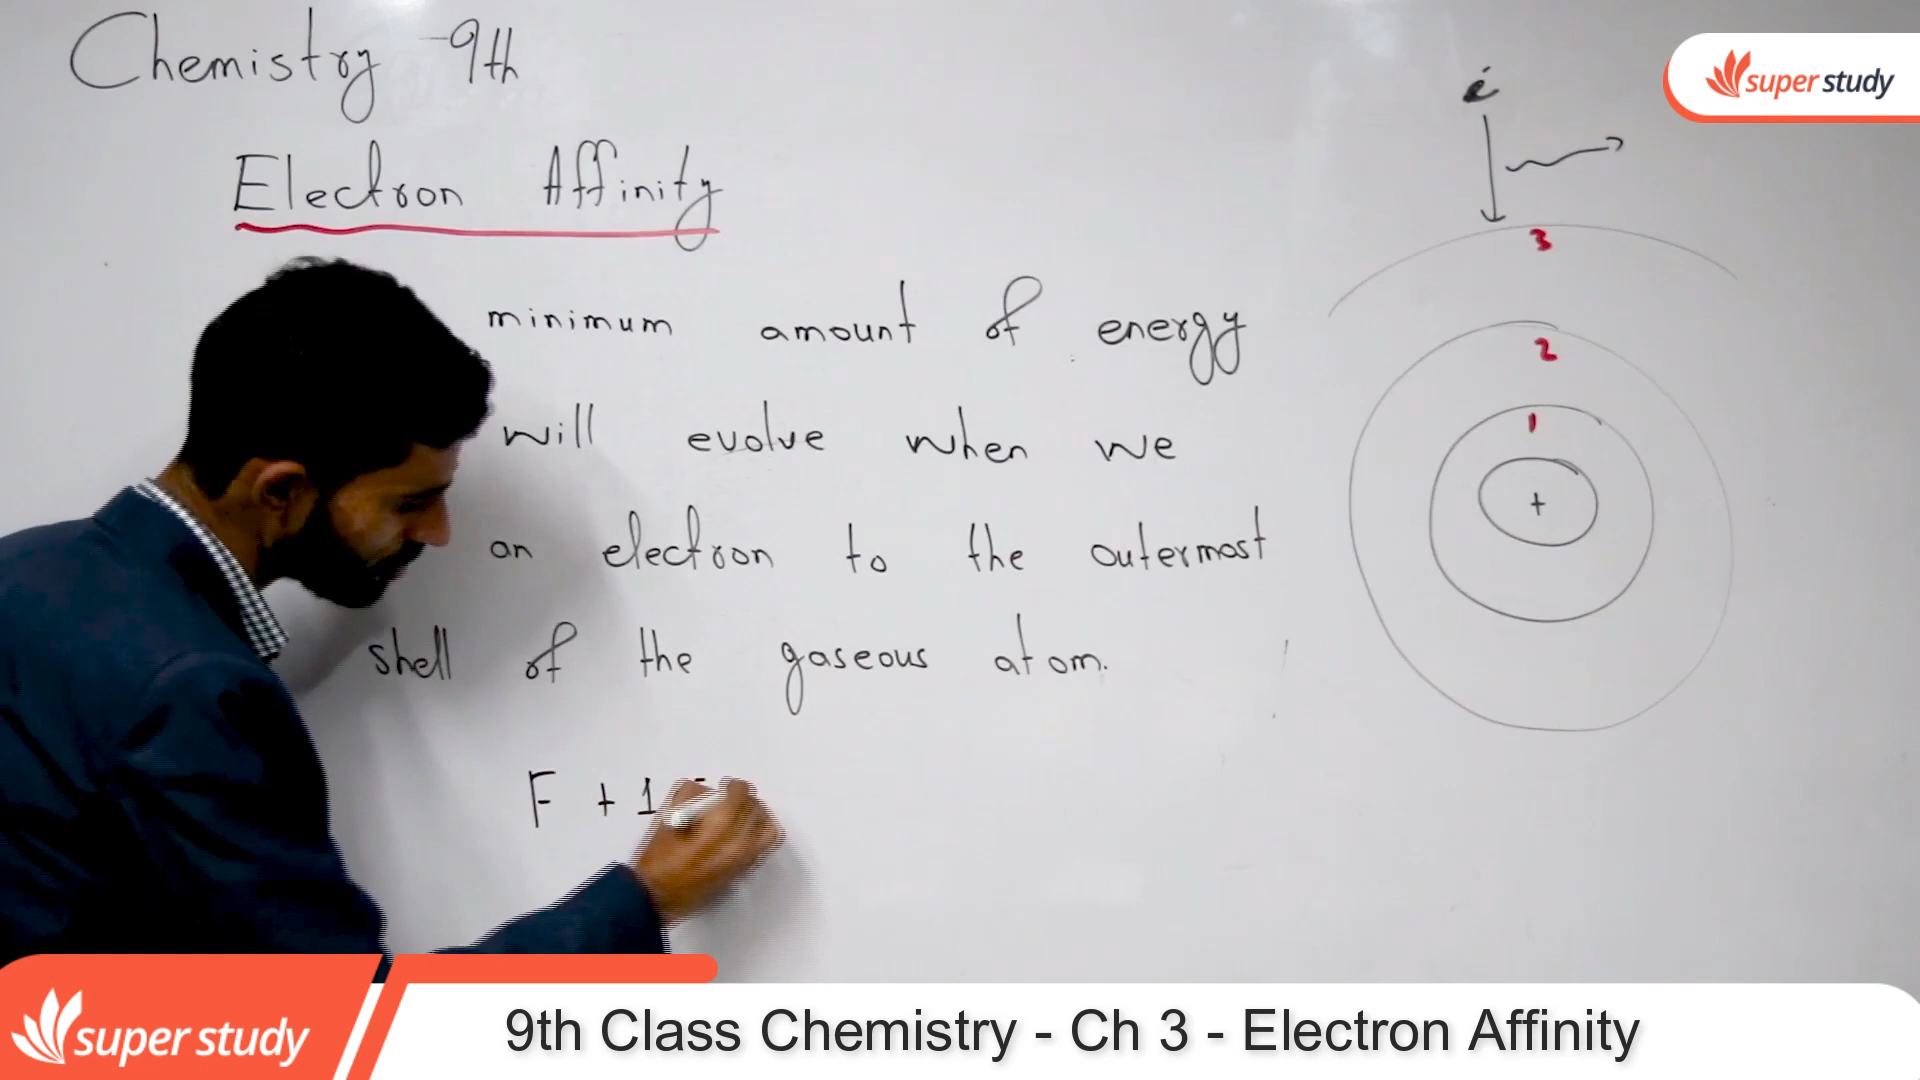 Chemistry -9th
super study
Electron Affinity
3
minimum amount of energy
2
will evolve when we
1
+
an electron to the outermost
shell of the gaseous atom.
F + 1
super study
9th Class Chemistry - Ch 3 - Electron Affinity